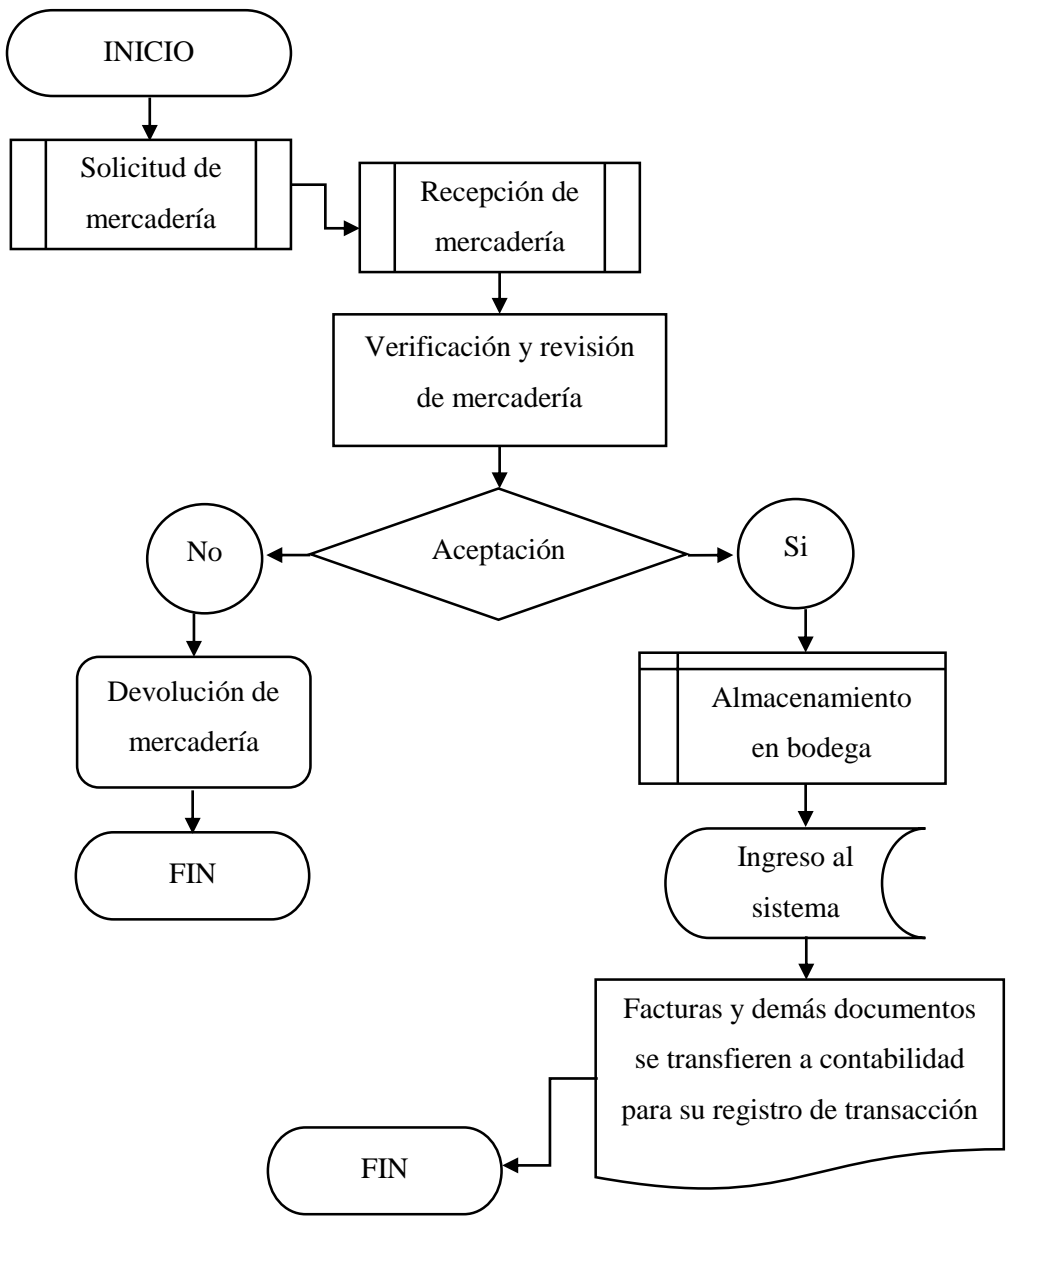 INICIO
Solicitud de
mercadería
Recepción de
mercadería
Verificación y revisión
de mercadería
Aceptación
No
Si
Devolución de
mercadería
FIN
Almacenamiento
en bodega
Ingreso al
sistema
Facturas y demás documentos
se transfieren a contabilidad
para su registro de transacción
FIN